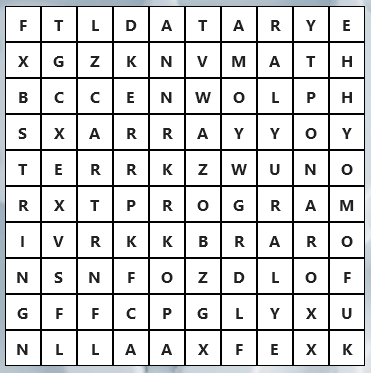 F T L D A T A R Y E
X G Z K N V M A T H
B C C E N W O L P H
S X A R R A Y Y O Y
T E R R K Z W U N O
R X T P R O G R A M
I V R K K B R A R O
N S N F O Z D L O F
G F F C P G L Y X U
N L L A A X F E X K